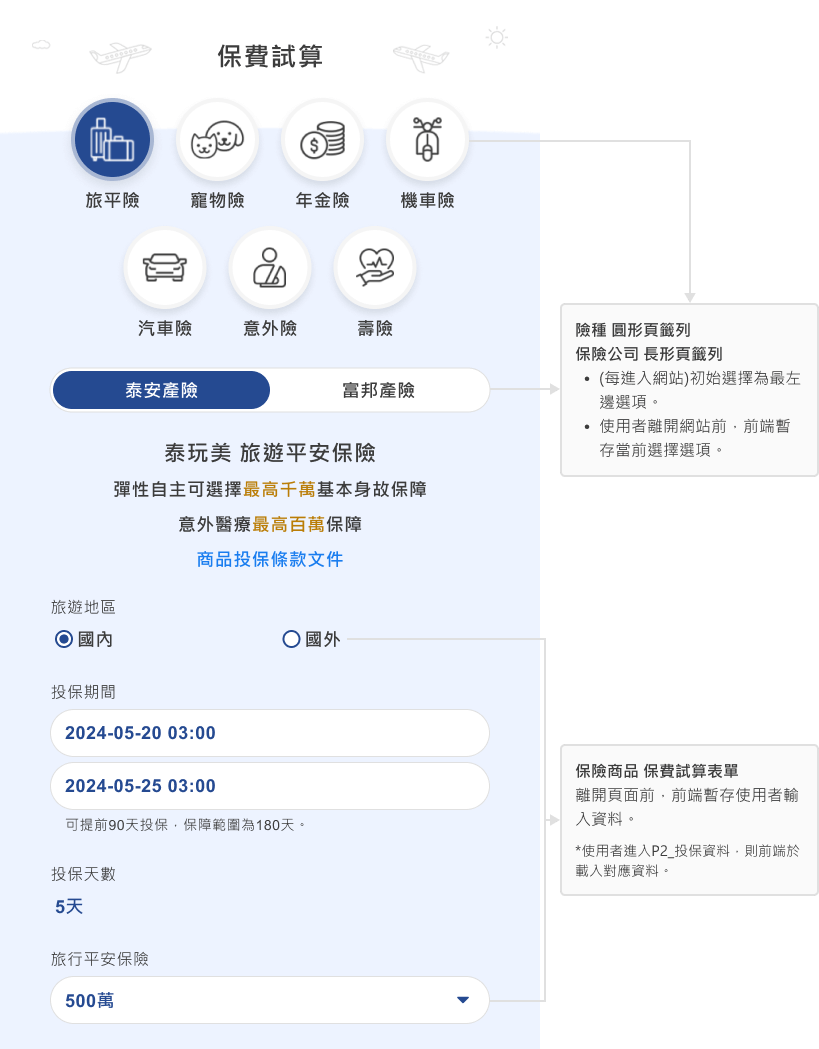 保費試算
旅平險
寵物險
年金險
機車險
汽車險
意外險
壽險
泰安產險
富邦產險
泰玩美 旅遊平安保險
彈性自主可選擇最高千萬基本身故保障
意外醫療最高百萬保障
商品投保條款文件
旅遊地區
國內
國外
投保期間
2024-05-20 03:00
2024-05-25 03:00
可提前90天投保，保障範圍為180天。
投保天數
5天
旅行平安保險
500萬
險種 圓形頁籤列
保險公司 長形頁籤列
• (每進入網站)初始選擇為最左
邊選項。
• 使用者離開網站前，前端暫
存當前選擇選項。
保險商品 保費試算表單
離開頁面前，前端暫存使用者輸
入資料。
*使用者進入P2_投保資料，則前端於
載入對應資料。